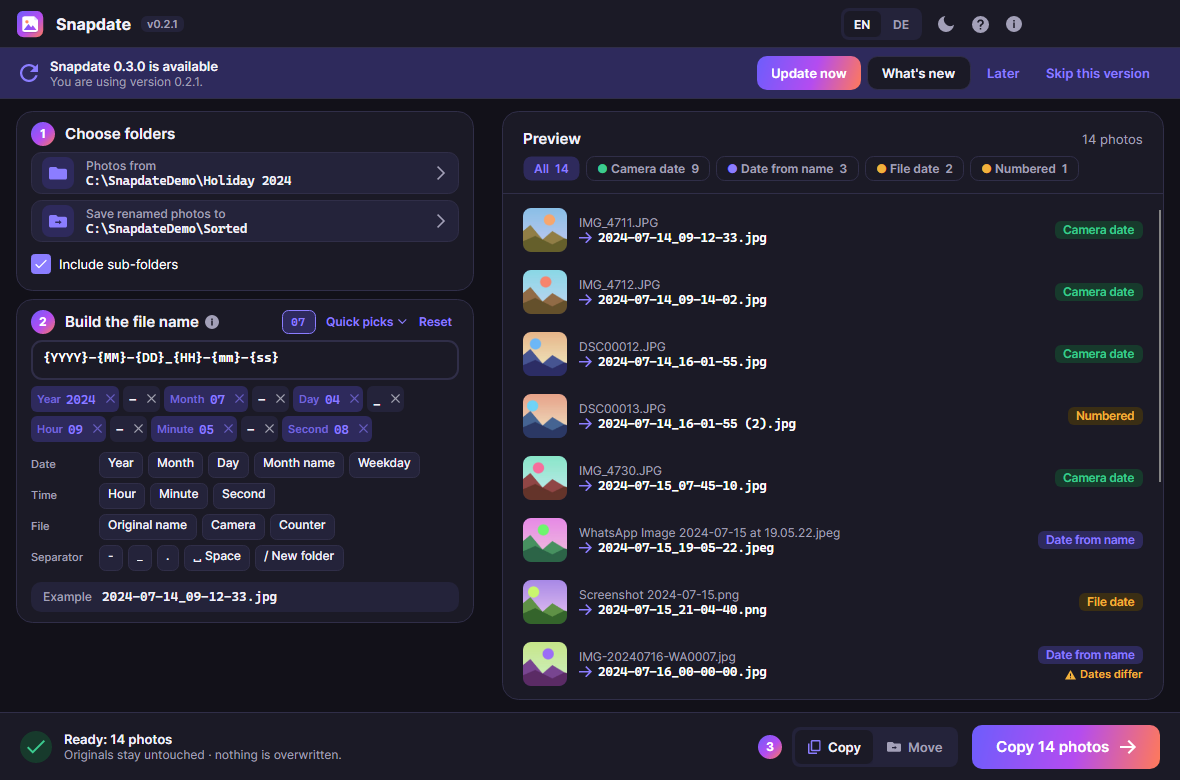 Snapdate v0.2.1
EN DE
Snapdate 0.3.0 is available
You are using version 0.2.1.
Update now
What's new
Later
Skip this version
1 Choose folders
Photos from
C:\SnapdateDemo\Holiday 2024
Save renamed photos to
C:\SnapdateDemo\Sorted
Include sub-folders
2 Build the file name
07 Quick picks Reset
{YYYY}-{MM}-{DD}_{HH}-{mm}-{ss}
Year 2024 × - × Month 07 × - × Day 04 × _ ×
Hour 09 × - × Minute 05 × - × Second 08 ×
Date Year Month Day Month name Weekday
Time Hour Minute Second
File Original name Camera Counter
Separator - _ . ␣ Space / New folder
Example 2024-07-14_09-12-33.jpg
Preview
14 photos
All 14 Camera date 9 Date from name 3 File date 2 Numbered 1
IMG_4711.JPG
→ 2024-07-14_09-12-33.jpg
Camera date
IMG_4712.JPG
→ 2024-07-14_09-14-02.jpg
Camera date
DSC00012.JPG
→ 2024-07-14_16-01-55.jpg
Camera date
DSC00013.JPG
→ 2024-07-14_16-01-55 (2).jpg
Numbered
IMG_4730.JPG
→ 2024-07-15_07-45-10.jpg
Camera date
WhatsApp Image 2024-07-15 at 19.05.22.jpeg
→ 2024-07-15_19-05-22.jpeg
Date from name
Screenshot 2024-07-15.png
→ 2024-07-15_21-04-40.png
File date
IMG-20240716-WA0007.jpg
→ 2024-07-16_00-00-00.jpg
Date from name
Dates differ
Ready: 14 photos
Originals stay untouched · nothing is overwritten.
3 Copy Move
Copy 14 photos →